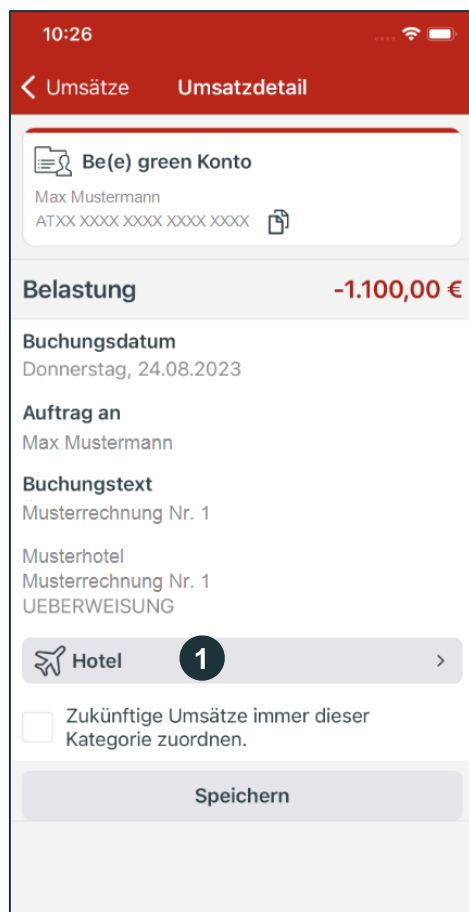 10:26
Umsätze Umsatzdetail
Be(e) green Konto
Max Mustermann
ATXX XXXX XXXX XXXX XXXX
Belastung -1.100,00 €
Buchungsdatum
Donnerstag, 24.08.2023
Auftrag an
Max Mustermann
Buchungstext
Musterrechnung Nr. 1
Musterhotel
Musterrechnung Nr. 1
UEBERWEISUNG
Hotel 1
Zukünftige Umsätze immer dieser
Kategorie zuordnen.
Speichern